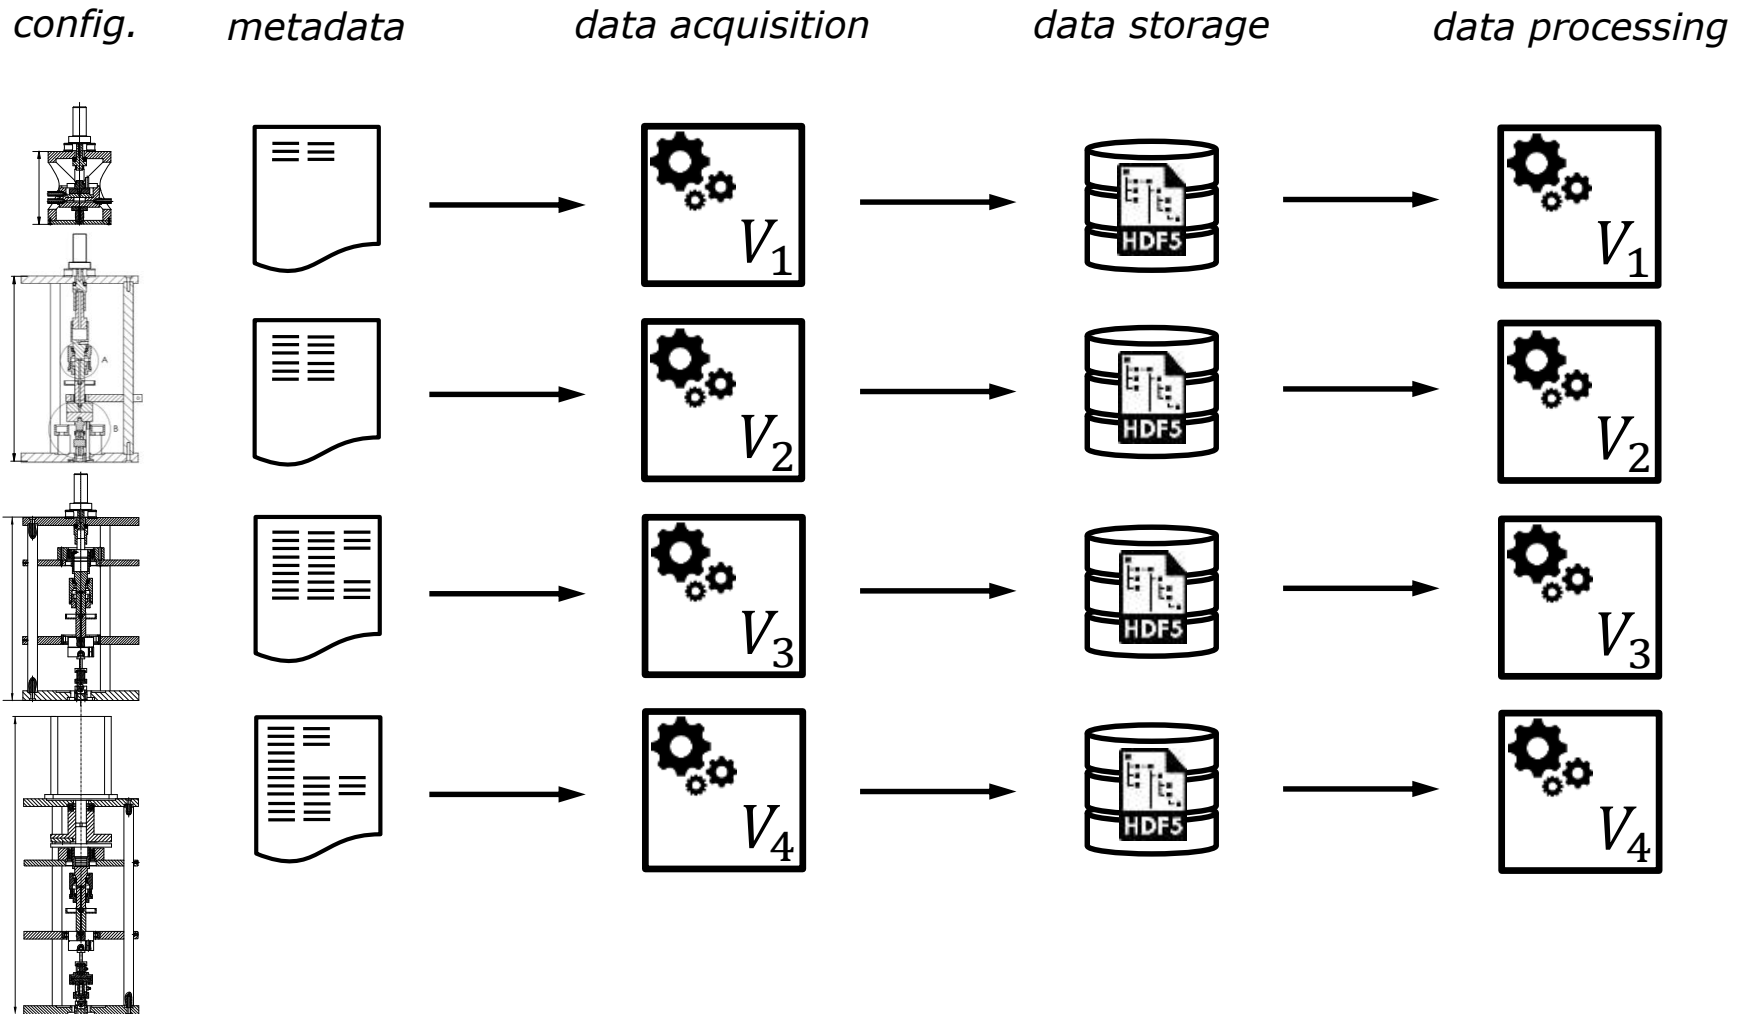 config. metadata data acquisition data storage data processing
V₁ HDF5 V₁
A
B
V₂ HDF5 V₂
V₃ HDF5 V₃
V₄ HDF5 V₄